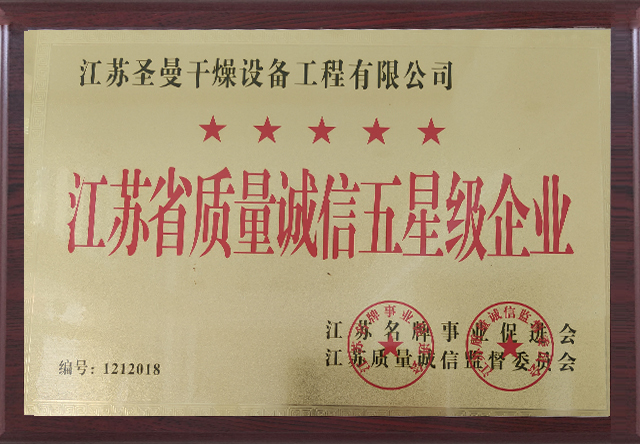 江苏圣曼干燥设备工程有限公司
★★★★★
江苏省质量诚信五星级企业
江苏名牌事业促进会
江苏质量诚信监督委员会
编号：1212018